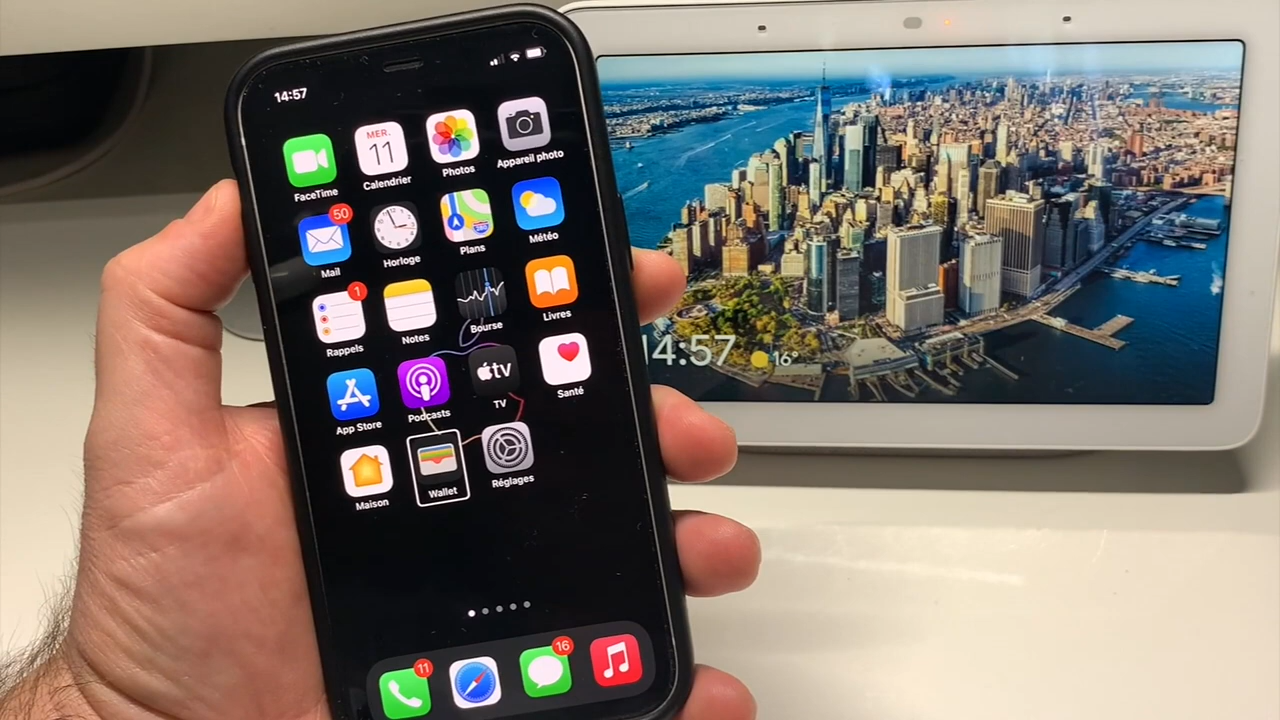 14:57
MER.
11
FaceTime
Calendrier
Photos
Appareil photo
50
Mail
Horloge
Plans
280
Météo
1
Rappels
Notes
Bourse
Livres
tv
App Store
Podcasts
TV
Santé
Maison
Wallet
Réglages
11
16
14:57
16°